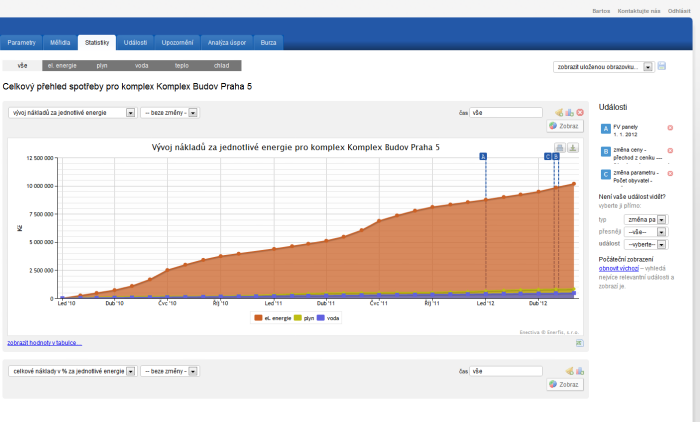 Bartos Kontaktujte nás Odhlásit
Parametry Měřidla Statistiky Události Upozornění Analýza úspor Burza
vše el. energie plyn voda teplo chlad
zobrazit uloženou obrazovku...
Celkový přehled spotřeby pro komplex Komplex Budov Praha 5
vývoj nákladů za jednotlivé energie -- beze změny - čas vše
Zobraz
Vývoj nákladů za jednotlivé energie pro komplex Komplex Budov Praha 5
A C B
12 500 000
10 000 000
7 500 000
5 000 000
2 500 000
0
Kč
Led '10 Dub '10 Čvc '10 Říj '10 Led '11 Dub '11 Čvc '11 Říj '11 Led '12 Dub '12
el. energie plyn voda
Enectiva © Enerfis, s.r.o.
zobrazit hodnoty v tabulce...
celkové náklady v % za jednotlivé energie -- beze změny - čas vše
Zobraz
Události
A FV panely
1. 1. 2012
B změna ceny -
přechod z ceníku —
C změna parametru -
Počet obyvatel -
Není vaše událost vidět?
vyberte ji přímo:
typ změna pa
přesněji --vše--
událost --vyberte--
Počáteční zobrazení
obnovit výchozí – vyhledá
nejvíce relevantní události a
zobrazí je.